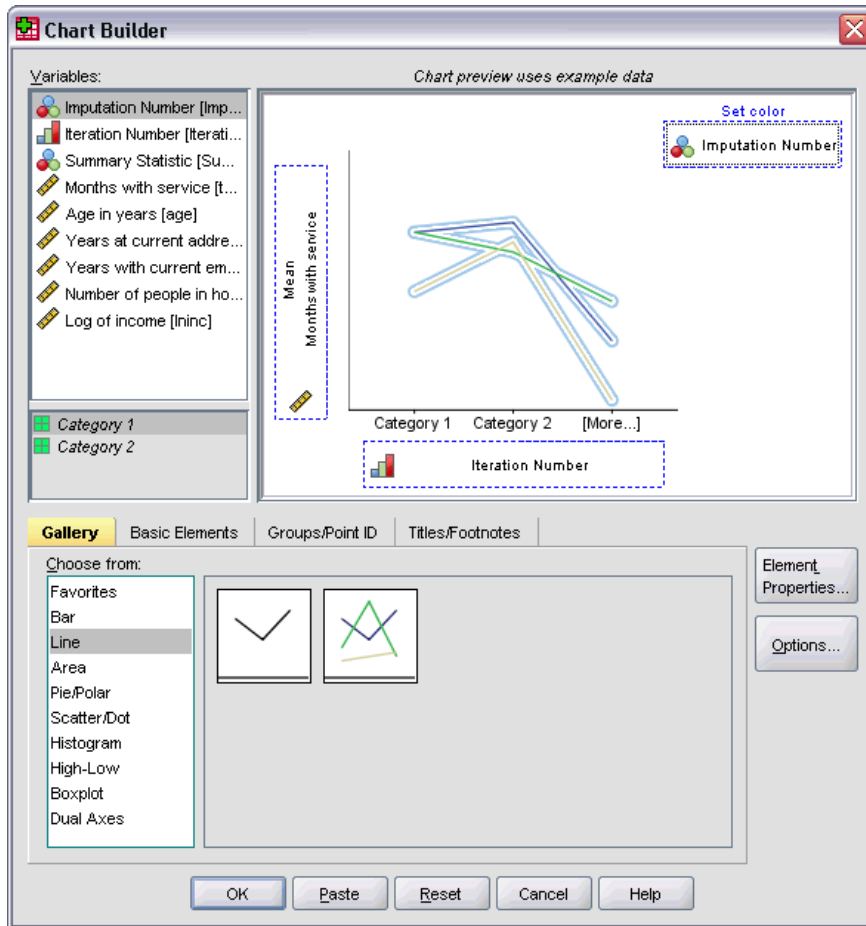 Chart Builder
Variables:
Chart preview uses example data
Imputation Number [Imp...
Iteration Number [Iterati...
Summary Statistic [Su...
Months with service [t...
Age in years [age]
Years at current addre...
Years with current em...
Number of people in ho...
Log of income [lninc]
Category 1
Category 2
Set color
Imputation Number
Mean
Months with service
Category 1 Category 2 [More...]
Iteration Number
Gallery Basic Elements Groups/Point ID Titles/Footnotes
Choose from:
Favorites
Bar
Line
Area
Pie/Polar
Scatter/Dot
Histogram
High-Low
Boxplot
Dual Axes
Element
Properties...
Options...
OK Paste Reset Cancel Help